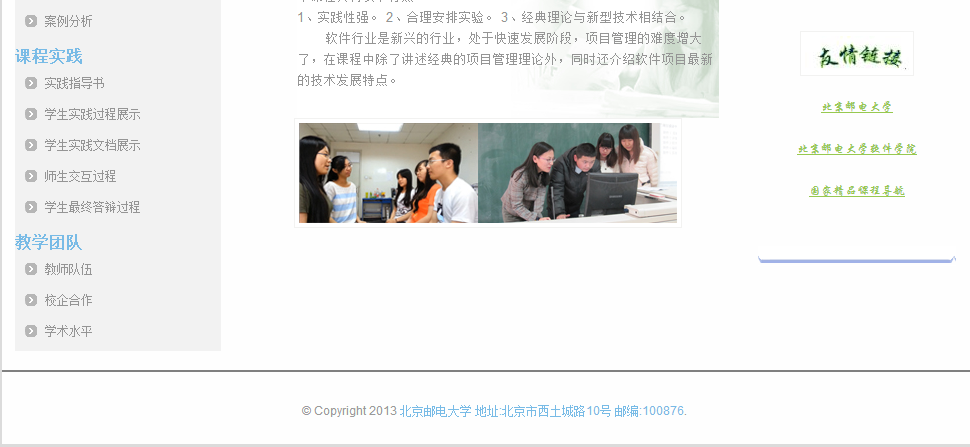 案例分析
课程实践
实践指导书
学生实践过程展示
学生实践文档展示
师生交互过程
学生最终答辩过程
教学团队
教师队伍
校企合作
学术水平
1、实践性强。 2、合理安排实验。 3、经典理论与新型技术相结合。
软件行业是新兴的行业，处于快速发展阶段，项目管理的难度增大
了，在课程中除了讲述经典的项目管理理论外，同时还介绍软件项目最新
的技术发展特点。
友情链接
北京邮电大学
北京邮电大学软件学院
国家精品课程导航
© Copyright 2013 北京邮电大学 地址:北京市西土城路10号 邮编:100876.